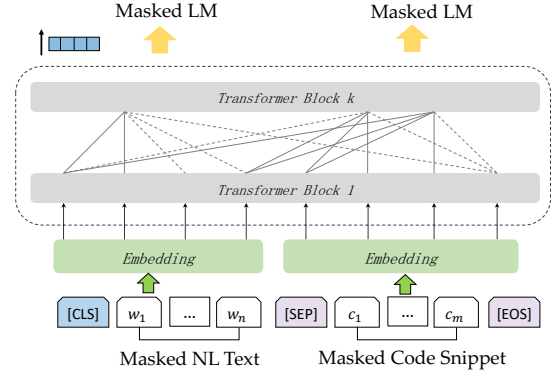 Masked LM Masked LM
Transformer Block k
Transformer Block 1
Embedding Embedding
[CLS] w₁ ... wₙ [SEP] c₁ ... cₘ [EOS]
Masked NL Text Masked Code Snippet